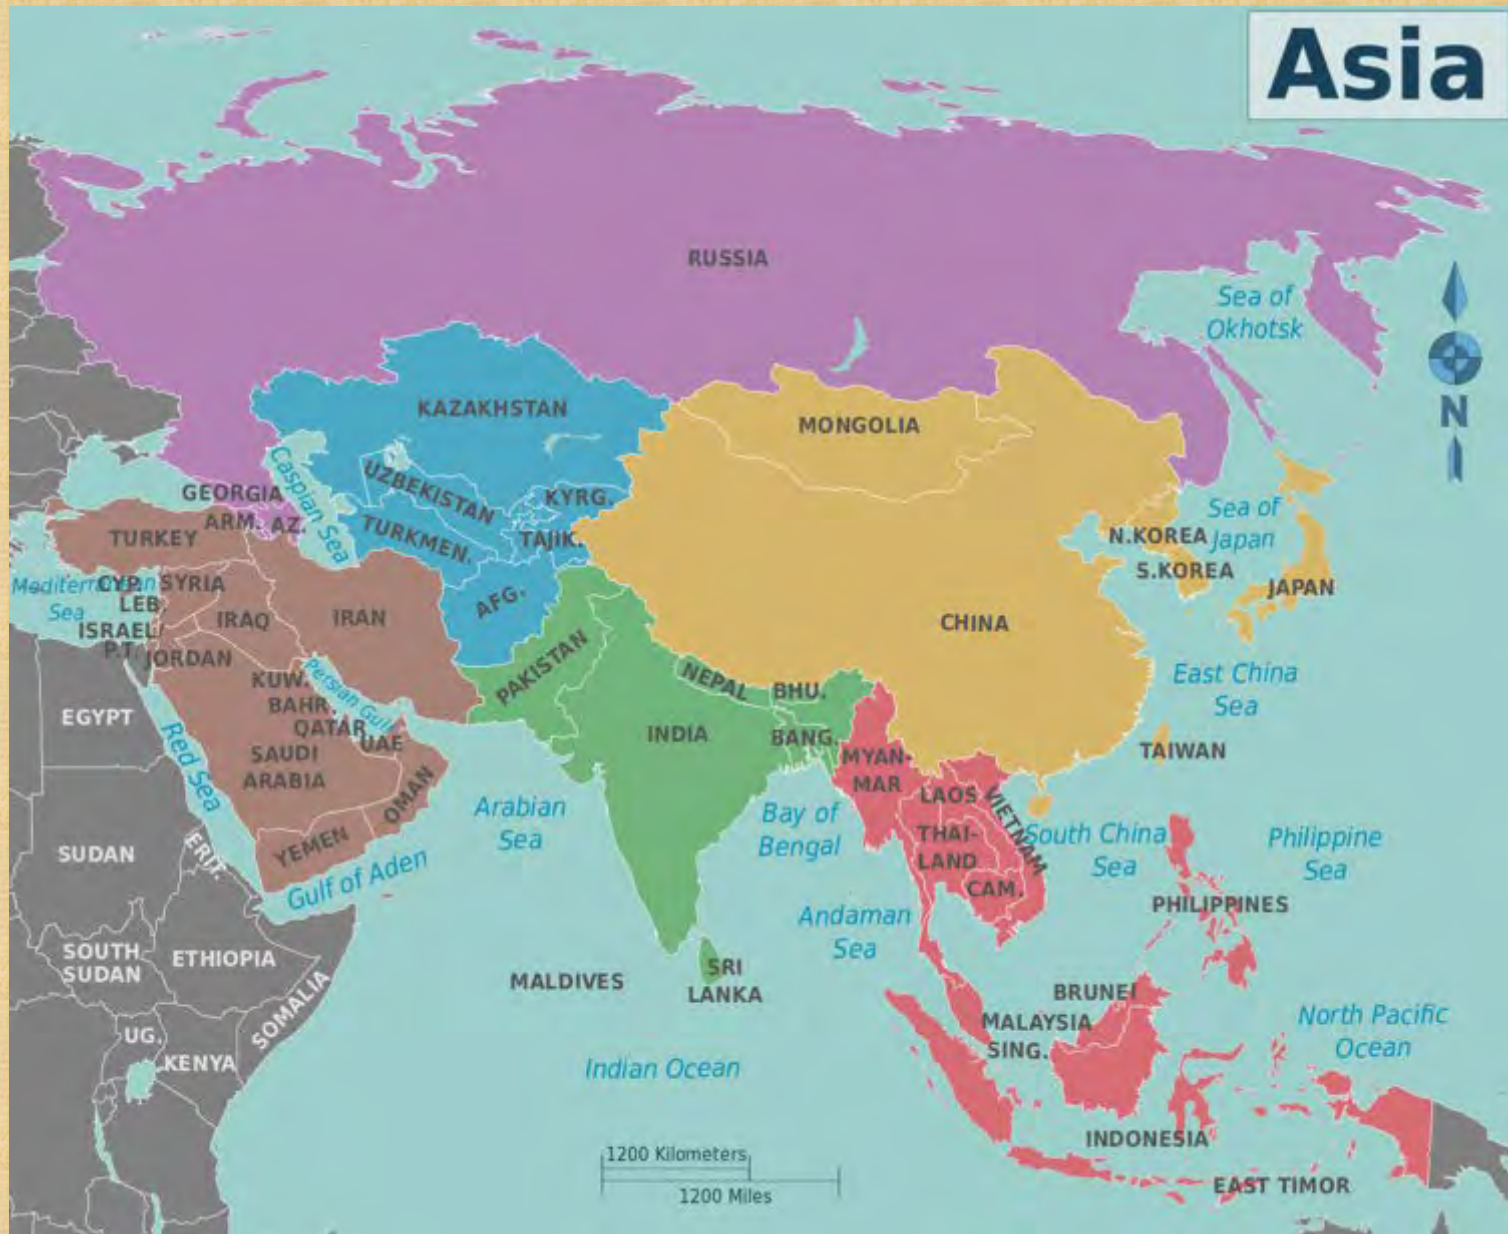 Asia
RUSSIA
Sea of
Okhotsk
KAZAKHSTAN
MONGOLIA
N
Caspian Sea
UZBEKISTAN
KYRG.
GEORGIA
ARM.
AZ.
TURKMEN.
TAJIK.
Sea of
Japan
N.KOREA
S.KOREA
JAPAN
TURKEY
Mediterranean
Sea
CYP.
SYRIA
LEB.
ISRAEL/
P.T.
JORDAN
IRAQ
IRAN
AFG.
CHINA
KUW.
Persian Gulf
BAHR.
QATAR
UAE
SAUDI
ARABIA
OMAN
YEMEN
PAKISTAN
NEPAL
BHU.
INDIA
BANG.
East China
Sea
TAIWAN
EGYPT
Red Sea
MYAN-
MAR
LAOS
VIETNAM
THAI-
LAND
CAM.
Arabian
Sea
Bay of
Bengal
South China
Sea
Philippine
Sea
SUDAN
ERIT.
Gulf of Aden
PHILIPPINES
Andaman
Sea
SOUTH
SUDAN
ETHIOPIA
SOMALIA
MALDIVES
SRI
LANKA
BRUNEI
MALAYSIA
SING.
North Pacific
Ocean
UG.
KENYA
Indian Ocean
INDONESIA
EAST TIMOR
1200 Kilometers
1200 Miles